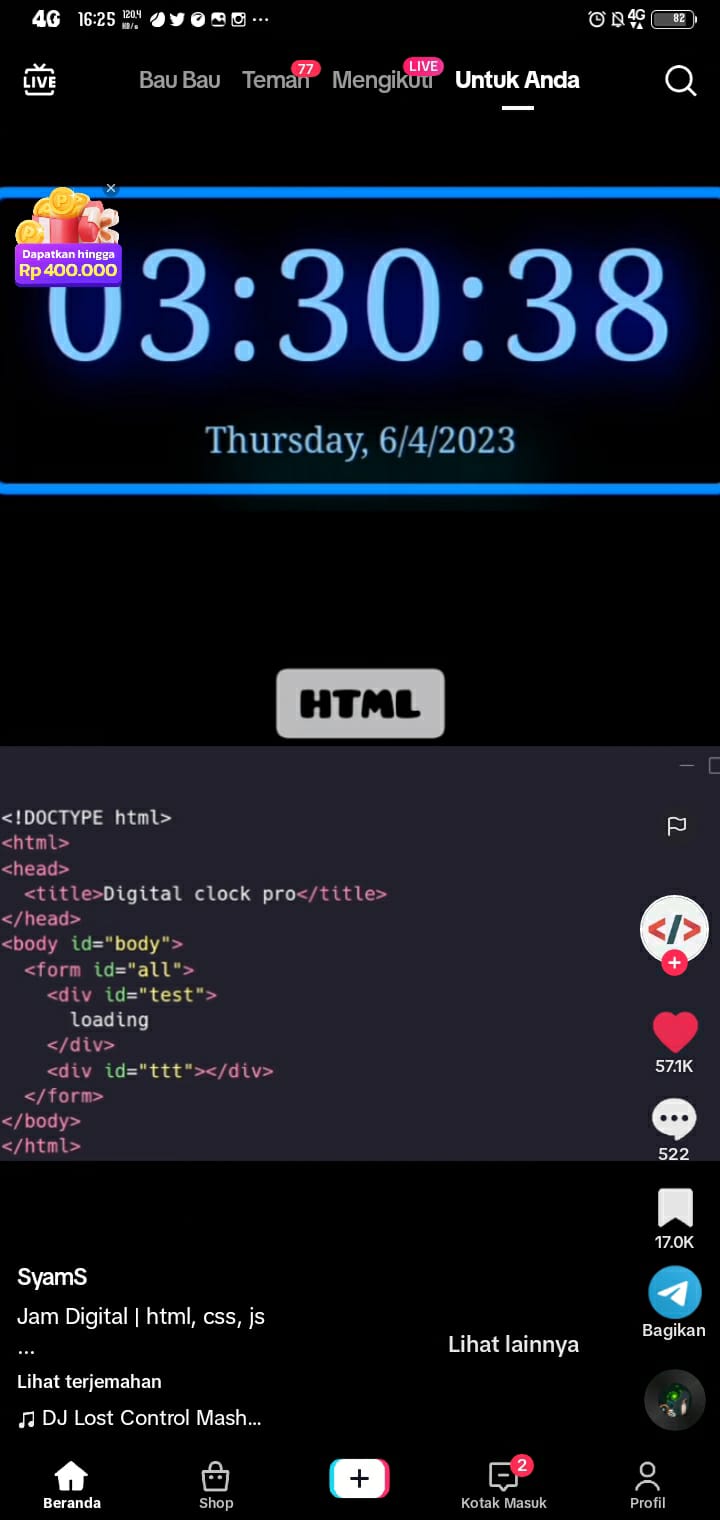 4G 16:25 120.4 KB/s 4G 82
LIVE Bau Bau Teman 77 Mengikuti LIVE Untuk Anda
Dapatkan hingga
Rp400.000
03:30:38
Thursday, 6/4/2023
HTML
<!DOCTYPE html>
<html>
<head>
<title>Digital clock pro</title>
</head>
<body id="body">
<form id="all">
<div id="test">
loading
</div>
<div id="ttt"></div>
</form>
</body>
</html>
57.1K
522
17.0K
Bagikan
SyamS
Jam Digital | html, css, js
...
Lihat lainnya
Lihat terjemahan
DJ Lost Control Mash...
Beranda Shop Kotak Masuk 2 Profil